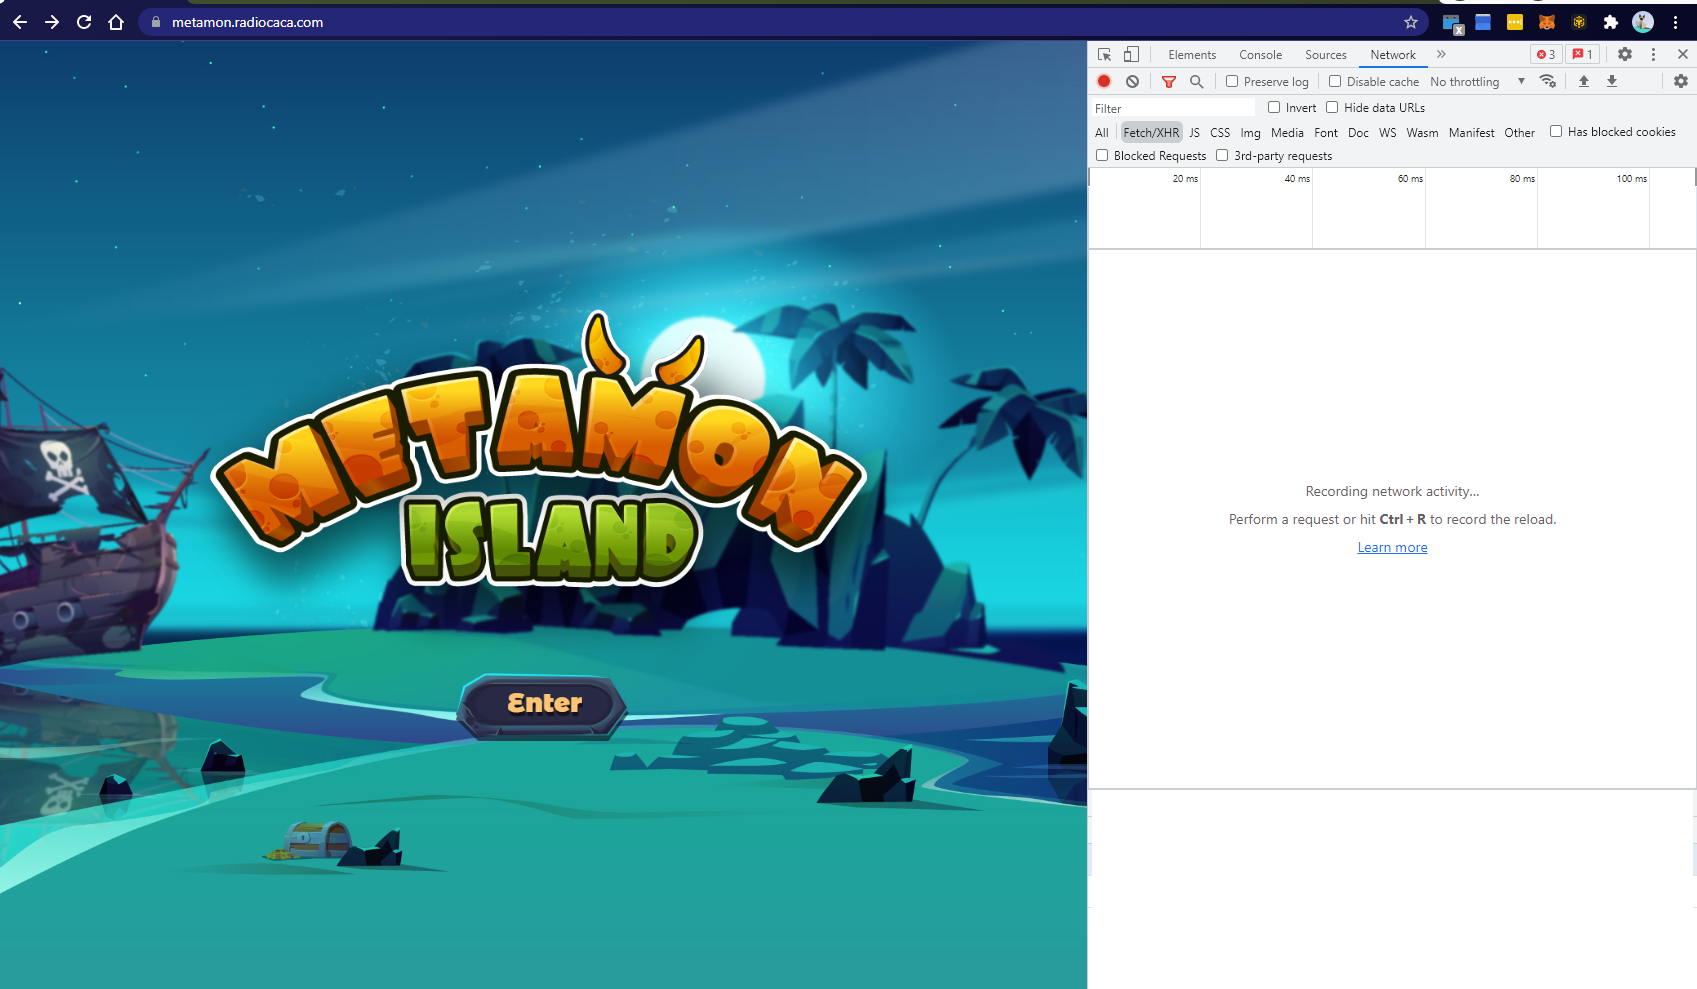 metamon.radiocaca.com
METAMON
ISLAND
Enter
Elements Console Sources Network » 3 1
Preserve log Disable cache No throttling
Filter Invert Hide data URLs
All Fetch/XHR JS CSS Img Media Font Doc WS Wasm Manifest Other Has blocked cookies
Blocked Requests 3rd-party requests
20 ms 40 ms 60 ms 80 ms 100 ms
Recording network activity…
Perform a request or hit Ctrl + R to record the reload.
Learn more